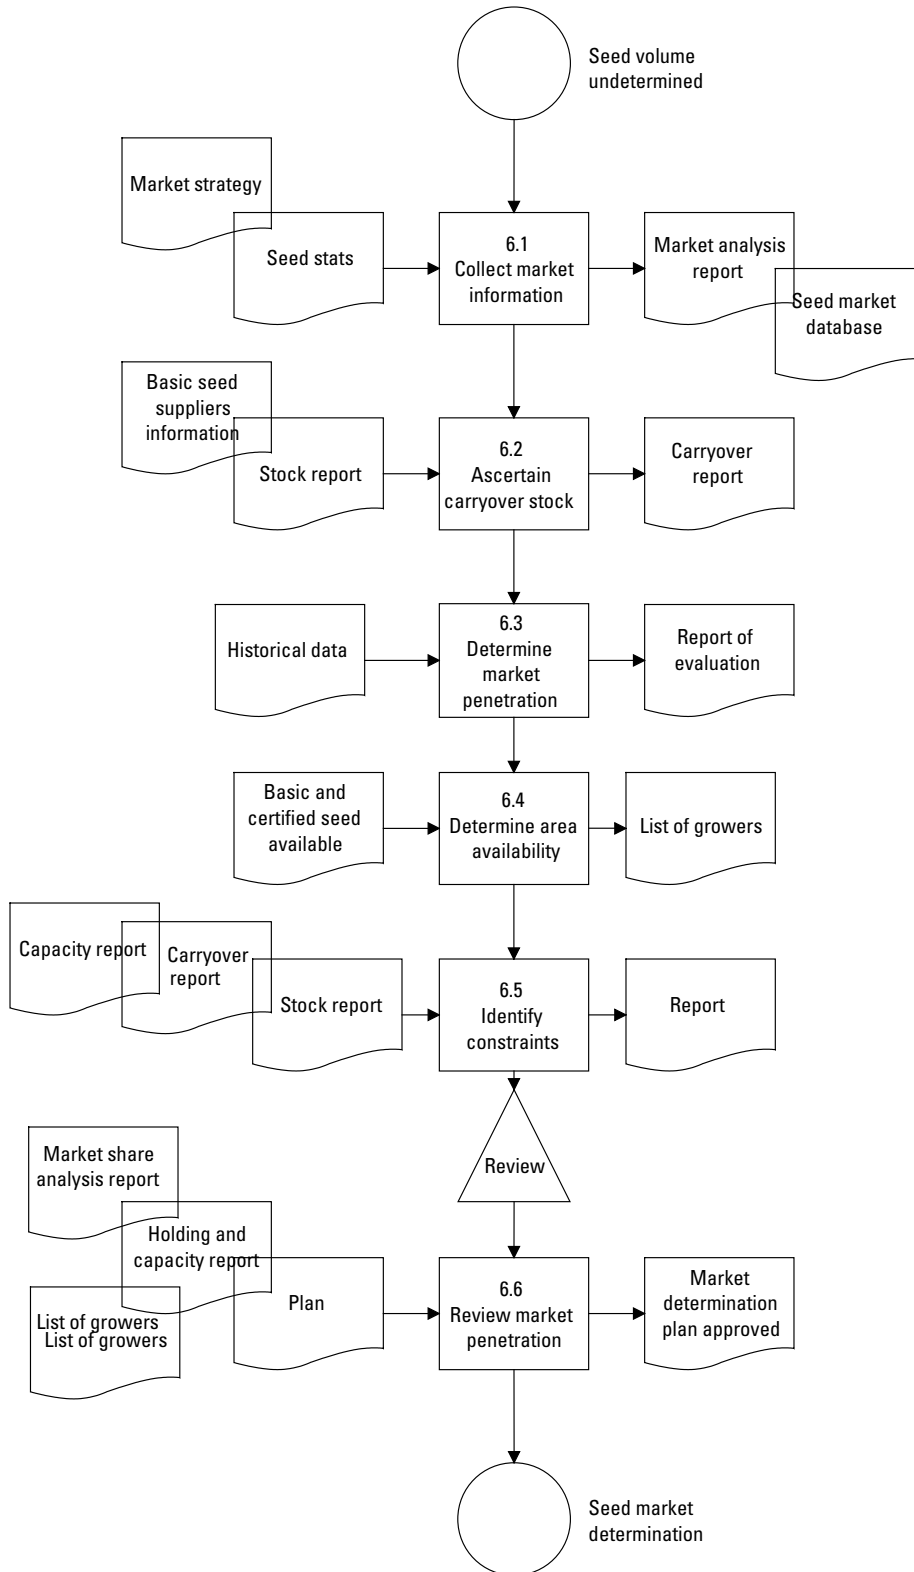 Seed volume
undetermined
Market strategy
Seed stats
6.1
Collect market
information
Market analysis
report
Seed market
database
Basic seed
suppliers
information
Stock report
6.2
Ascertain
carryover stock
Carryover
report
Historical data
6.3
Determine
market
penetration
Report of
evaluation
Basic and
certified seed
available
6.4
Determine area
availability
List of growers
Capacity report
Carryover
report
Stock report
6.5
Identify
constraints
Report
Review
Market share
analysis report
Holding and
capacity report
List of growers
List of growers
Plan
6.6
Review market
penetration
Market
determination
plan approved
Seed market
determination